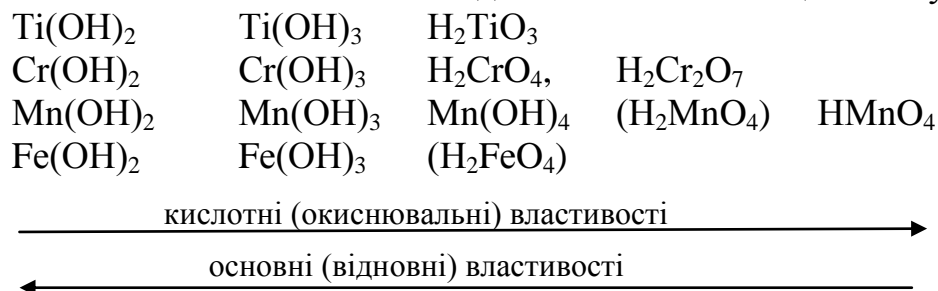 Ti(OH)₂ Ti(OH)₃ H₂TiO₃
Cr(OH)₂ Cr(OH)₃ H₂CrO₄, H₂Cr₂O₇
Mn(OH)₂ Mn(OH)₃ Mn(OH)₄ (H₂MnO₄) HMnO₄
Fe(OH)₂ Fe(OH)₃ (H₂FeO₄)
кислотні (окиснювальні) властивості
основні (відновні) властивості